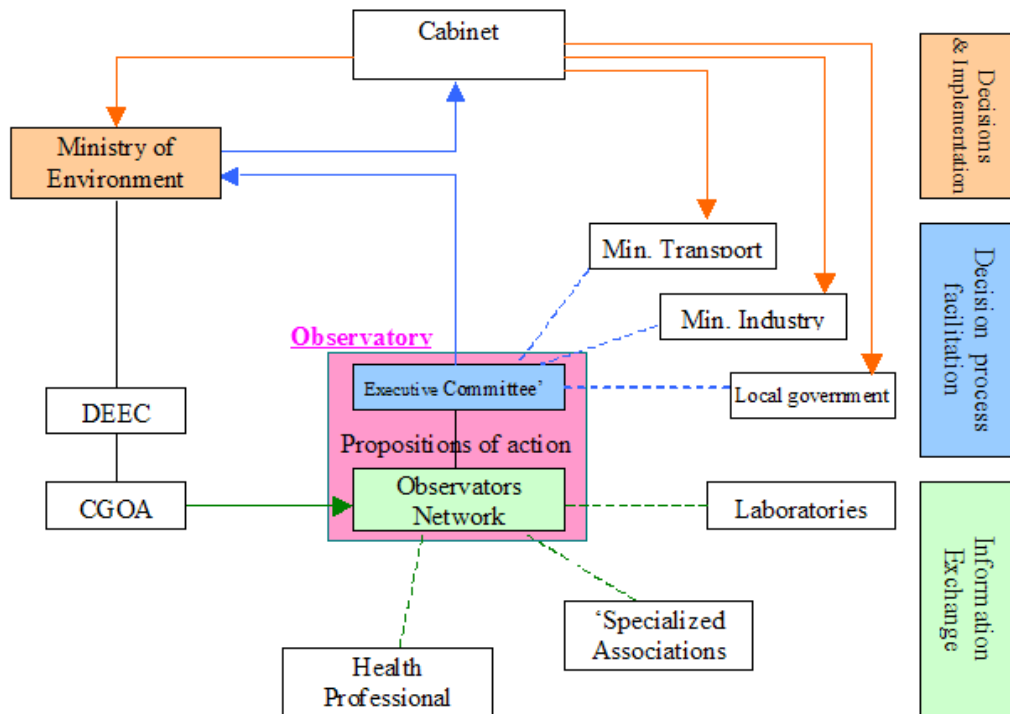 Cabinet
Decisions
& Implementation
Ministry of
Environment
Min. Transport
Decision process
facilitation
Min. Industry
Observatory
Executive Committee’
Local government
DEEC
Propositions of action
CGOA
Observators
Network
Laboratories
Information
Exchange
‘Specialized
Associations
Health
Professional